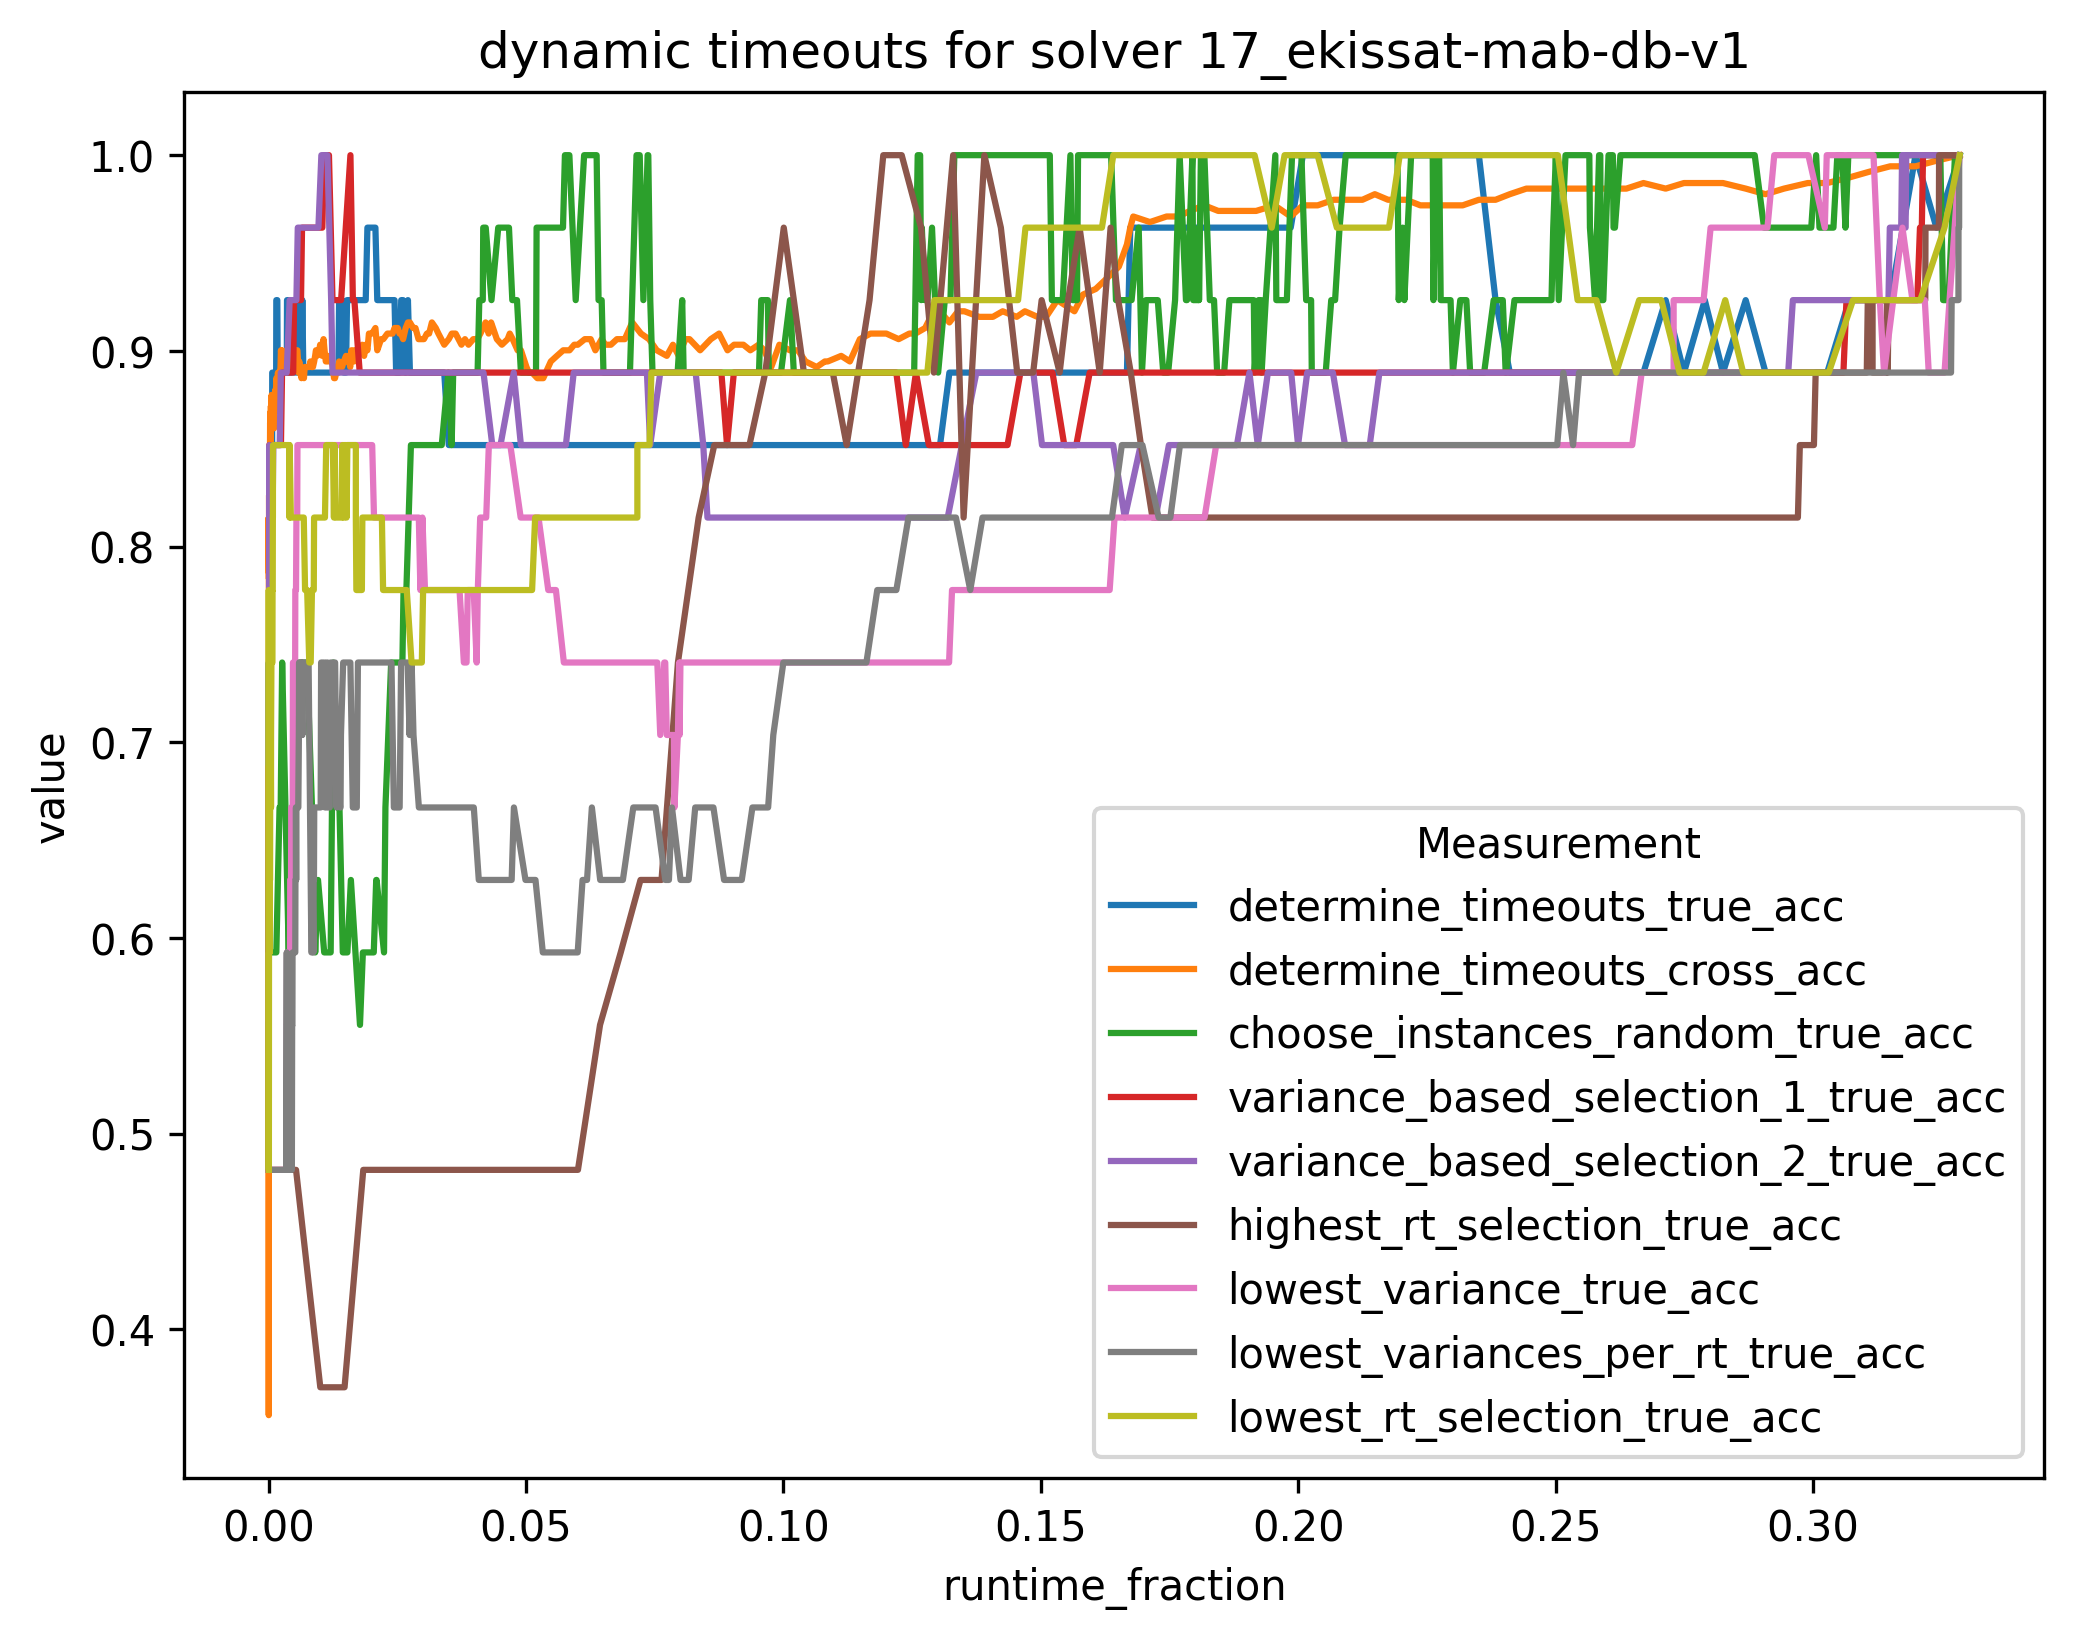 dynamic timeouts for solver 17_ekissat-mab-db-v1
1.0
0.9
0.8
0.7
0.6
0.5
0.4
value
Measurement
determine_timeouts_true_acc
determine_timeouts_cross_acc
choose_instances_random_true_acc
variance_based_selection_1_true_acc
variance_based_selection_2_true_acc
highest_rt_selection_true_acc
lowest_variance_true_acc
lowest_variances_per_rt_true_acc
lowest_rt_selection_true_acc
0.00 0.05 0.10 0.15 0.20 0.25 0.30
runtime_fraction